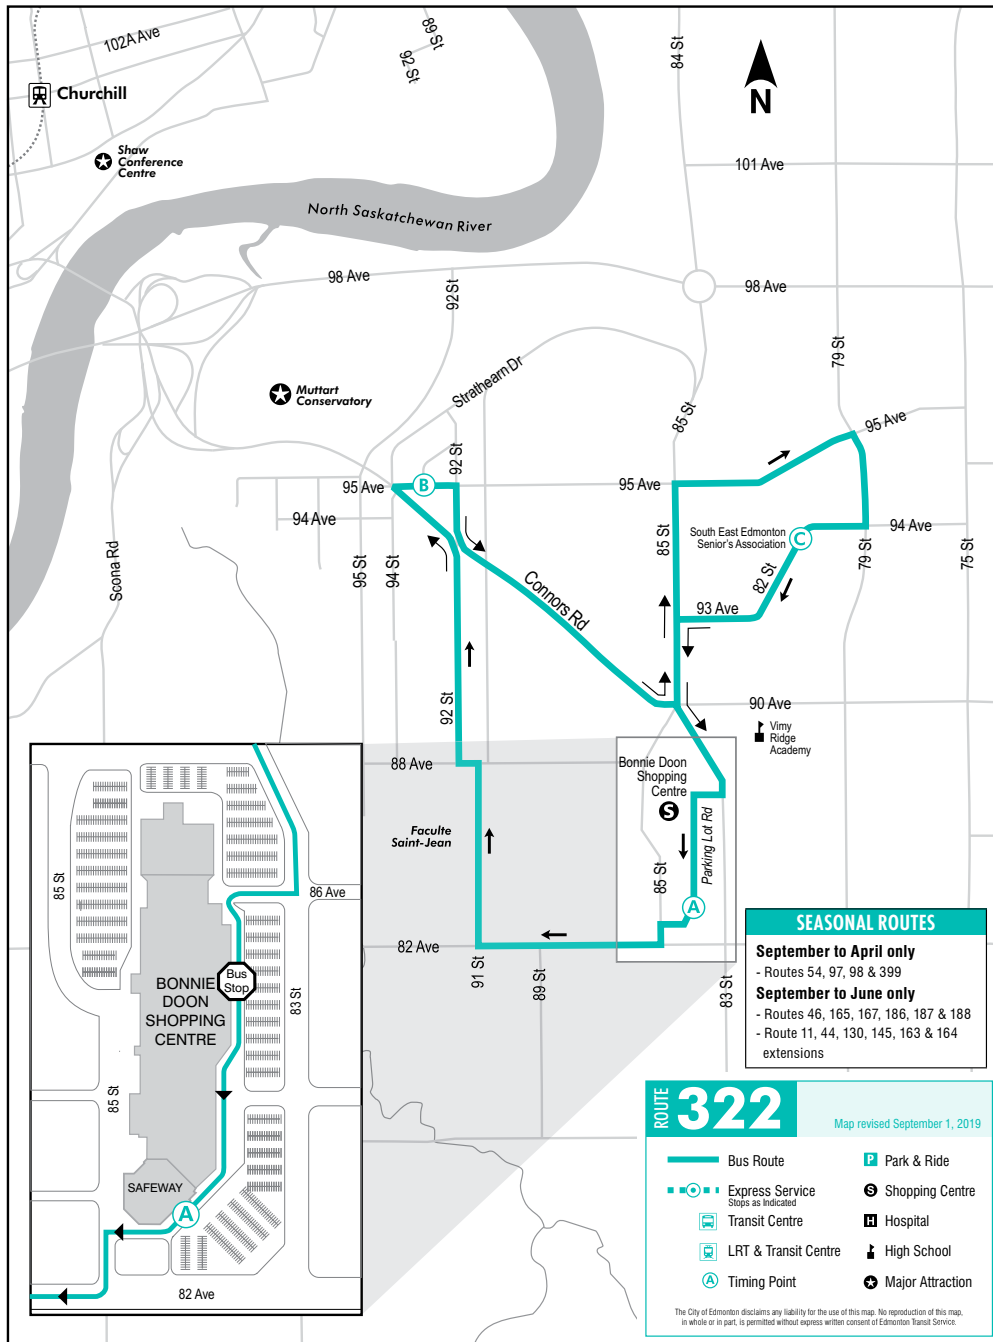 102A Ave
89 St
92 St
84 St
Churchill
N
Shaw
Conference
Centre
101 Ave
North Saskatchewan River
98 Ave
92 St
98 Ave
79 St
Strathearn Dr
Muttart
Conservatory
85 St
95 Ave
92 St
95 Ave
B
95 Ave
94 Ave
South East Edmonton
Senior's Association
C
94 Ave
85 St
79 St
75 St
Scona Rd
95 St
94 St
82 St
Connors Rd
93 Ave
92 St
90 Ave
Vimy
Ridge
Academy
88 Ave
Bonnie Doon
Shopping
Centre
S
Faculte
Saint-Jean
Parking Lot Rd
85 St
A
82 Ave
91 St
89 St
83 St
85 St
86 Ave
Bus
Stop
BONNIE
DOON
SHOPPING
CENTRE
83 St
85 St
SAFEWAY
A
82 Ave
SEASONAL ROUTES
September to April only
- Routes 54, 97, 98 & 399
September to June only
- Routes 46, 165, 167, 186, 187 & 188
- Route 11, 44, 130, 145, 163 & 164
extensions
ROUTE 322
Map revised September 1, 2019
Bus Route
P Park & Ride
Express Service
Stops as Indicated
S Shopping Centre
Transit Centre
H Hospital
LRT & Transit Centre
High School
A Timing Point
Major Attraction
The City of Edmonton disclaims any liability for the use of this map. No reproduction of this map,
in whole or in part, is permitted without express written consent of Edmonton Transit Service.